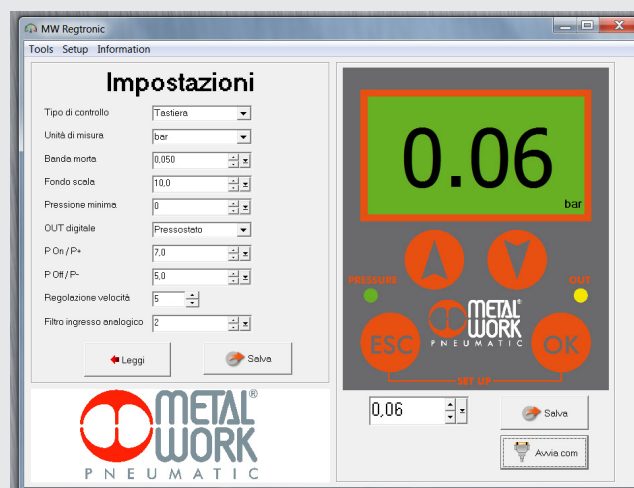 MW Regtronic
Tools Setup Information
Impostazioni
Tipo di controllo Tastiera
Unità di misura bar
Banda morta 0,050
Fondo scala 10,0
Pressione minima 0
OUT digitale Pressostato
P On / P+ 7,0
P Off / P- 5,0
Regolazione velocità 5
Filtro ingresso analogico 2
Leggi Salva
METAL®
WORK
PNEUMATIC
0.06
bar
PRESSURE OUT
METAL®
WORK
PNEUMATIC
ESC OK
SET UP
0,06
Salva
Avvia com